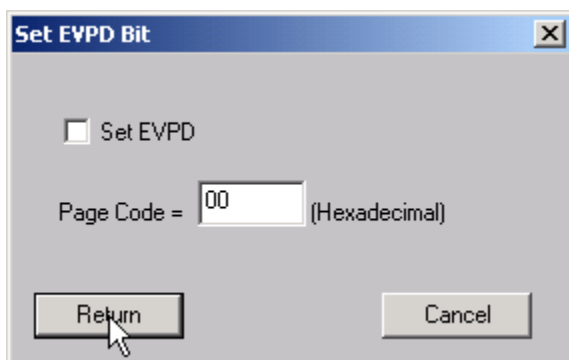 Set EVPD Bit
Set EVPD
Page Code = 00 (Hexadecimal)
Return Cancel